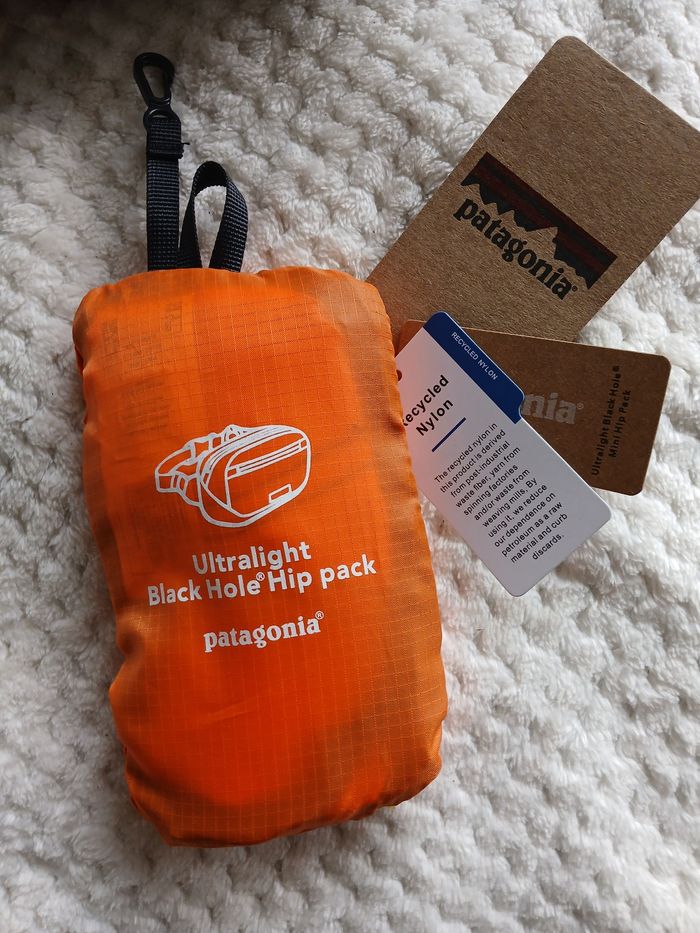 patagonia®
nia®
Ultralight Black Hole®
Mini Hip Pack
RECYCLED NYLON
Recycled
Nylon
The recycled nylon in
this product is derived
from post-industrial
waste fiber, yarn from
spinning factories
and/or waste from
weaving mills. By
using it, we reduce
our dependence on
petroleum as a raw
material and curb
discards.
Ultralight
Black Hole® Hip pack
patagonia®